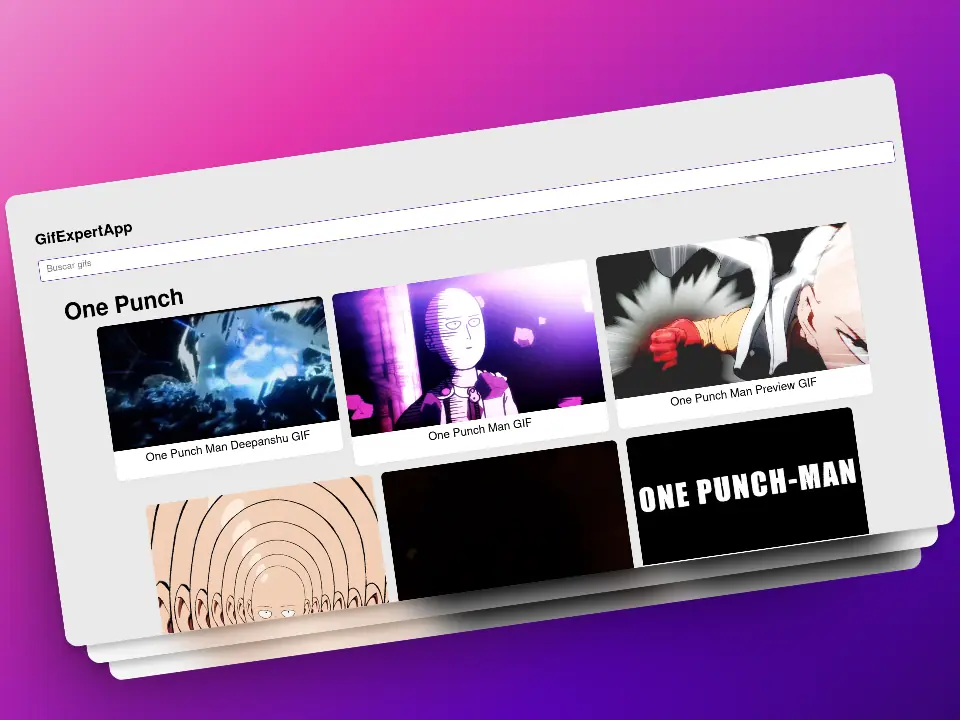 GifExpertApp
Buscar gifs
One Punch
One Punch Man Deepanshu GIF
One Punch Man GIF
One Punch Man Preview GIF
ONE PUNCH-MAN